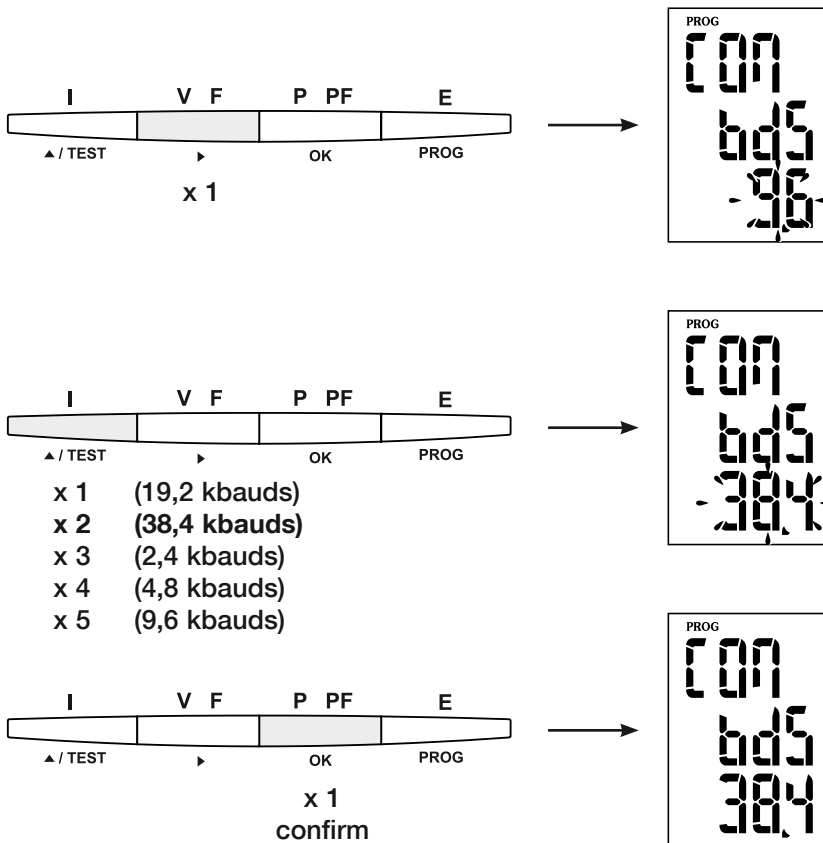 PROG
COM
bdS
96
I V F P PF E
▲ / TEST ▶ OK PROG
x 1
PROG
COM
bdS
38.4
I V F P PF E
▲ / TEST ▶ OK PROG
x 1 (19,2 kbauds)
x 2 (38,4 kbauds)
x 3 (2,4 kbauds)
x 4 (4,8 kbauds)
x 5 (9,6 kbauds)
PROG
COM
bdS
38.4
I V F P PF E
▲ / TEST ▶ OK PROG
x 1
confirm